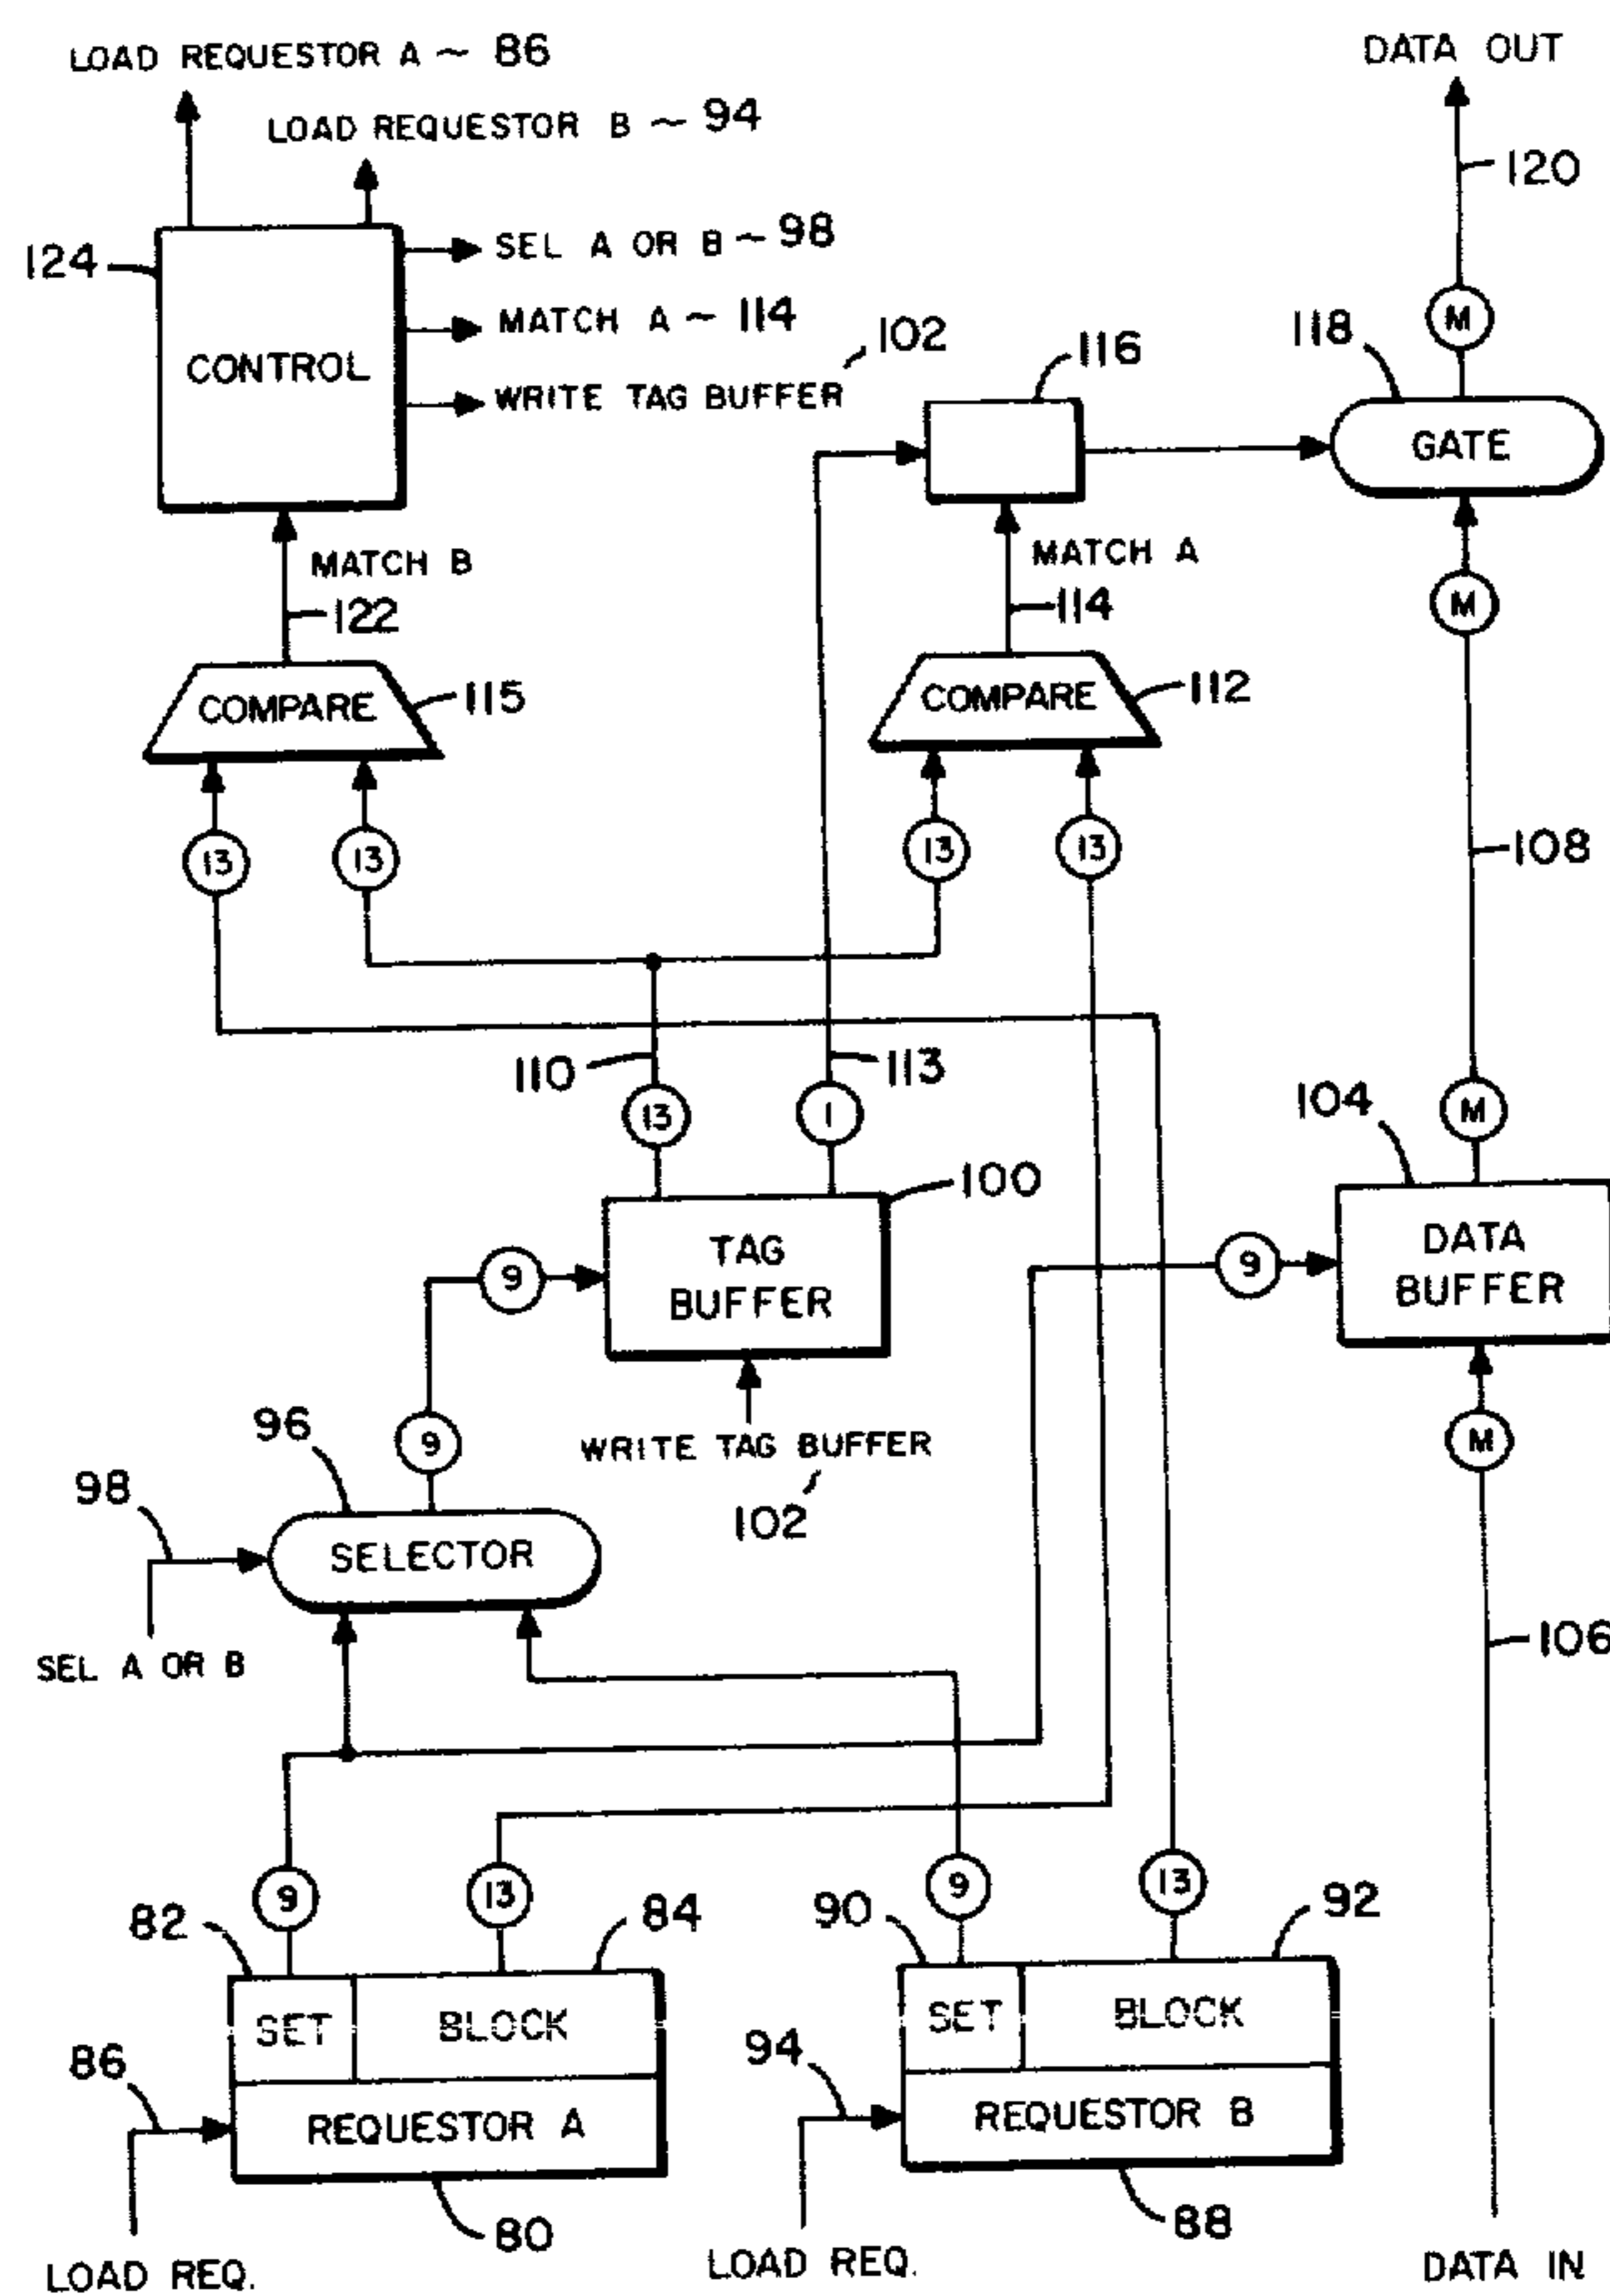 LOAD REQUESTOR A ~ 86
DATA OUT
LOAD REQUESTOR B ~ 94
120
124
SEL A OR B ~ 98
MATCH A ~ 114
M
102
116
118
CONTROL
WRITE TAG BUFFER
GATE
MATCH B
MATCH A
122
114
M
COMPARE
115
COMPARE
112
13
13
13
13
108
110
113
104
M
13
1
100
TAG
BUFFER
9
9
DATA
BUFFER
96
9
WRITE TAG BUFFER
M
98
102
SELECTOR
106
SEL A OR B
9
13
9
13
82
84
90
92
SET
BLOCK
SET
BLOCK
86
94
REQUESTOR A
REQUESTOR B
80
88
LOAD REQ.
LOAD REQ.
DATA IN